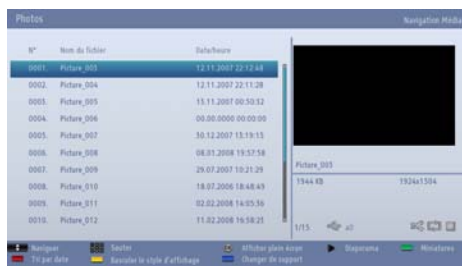 Photos
Navigation Média
N° Nom du fichier Date/heure
0001. Picture_003 12.11.2007 22:12:48
0002. Picture_004 12.11.2007 22:11:28
0003. Picture_005 13.11.2007 00:50:32
0004. Picture_006 00.00.0000 00:00:00
0005. Picture_007 30.12.2007 13:19:15
0006. Picture_008 08.01.2008 19:57:58
0007. Picture_009 29.07.2007 10:21:29
0008. Picture_010 18.07.2006 18:48:49
0009. Picture_011 02.02.2008 14:05:36
0010. Picture_012 11.02.2008 16:58:25
Picture_003
1944 KB 1924x1504
1/15 x0
Naviguer Sauter Afficher plein écran Diaporama Miniatures
Tri par date Basculer le style d'affichage Changer de support